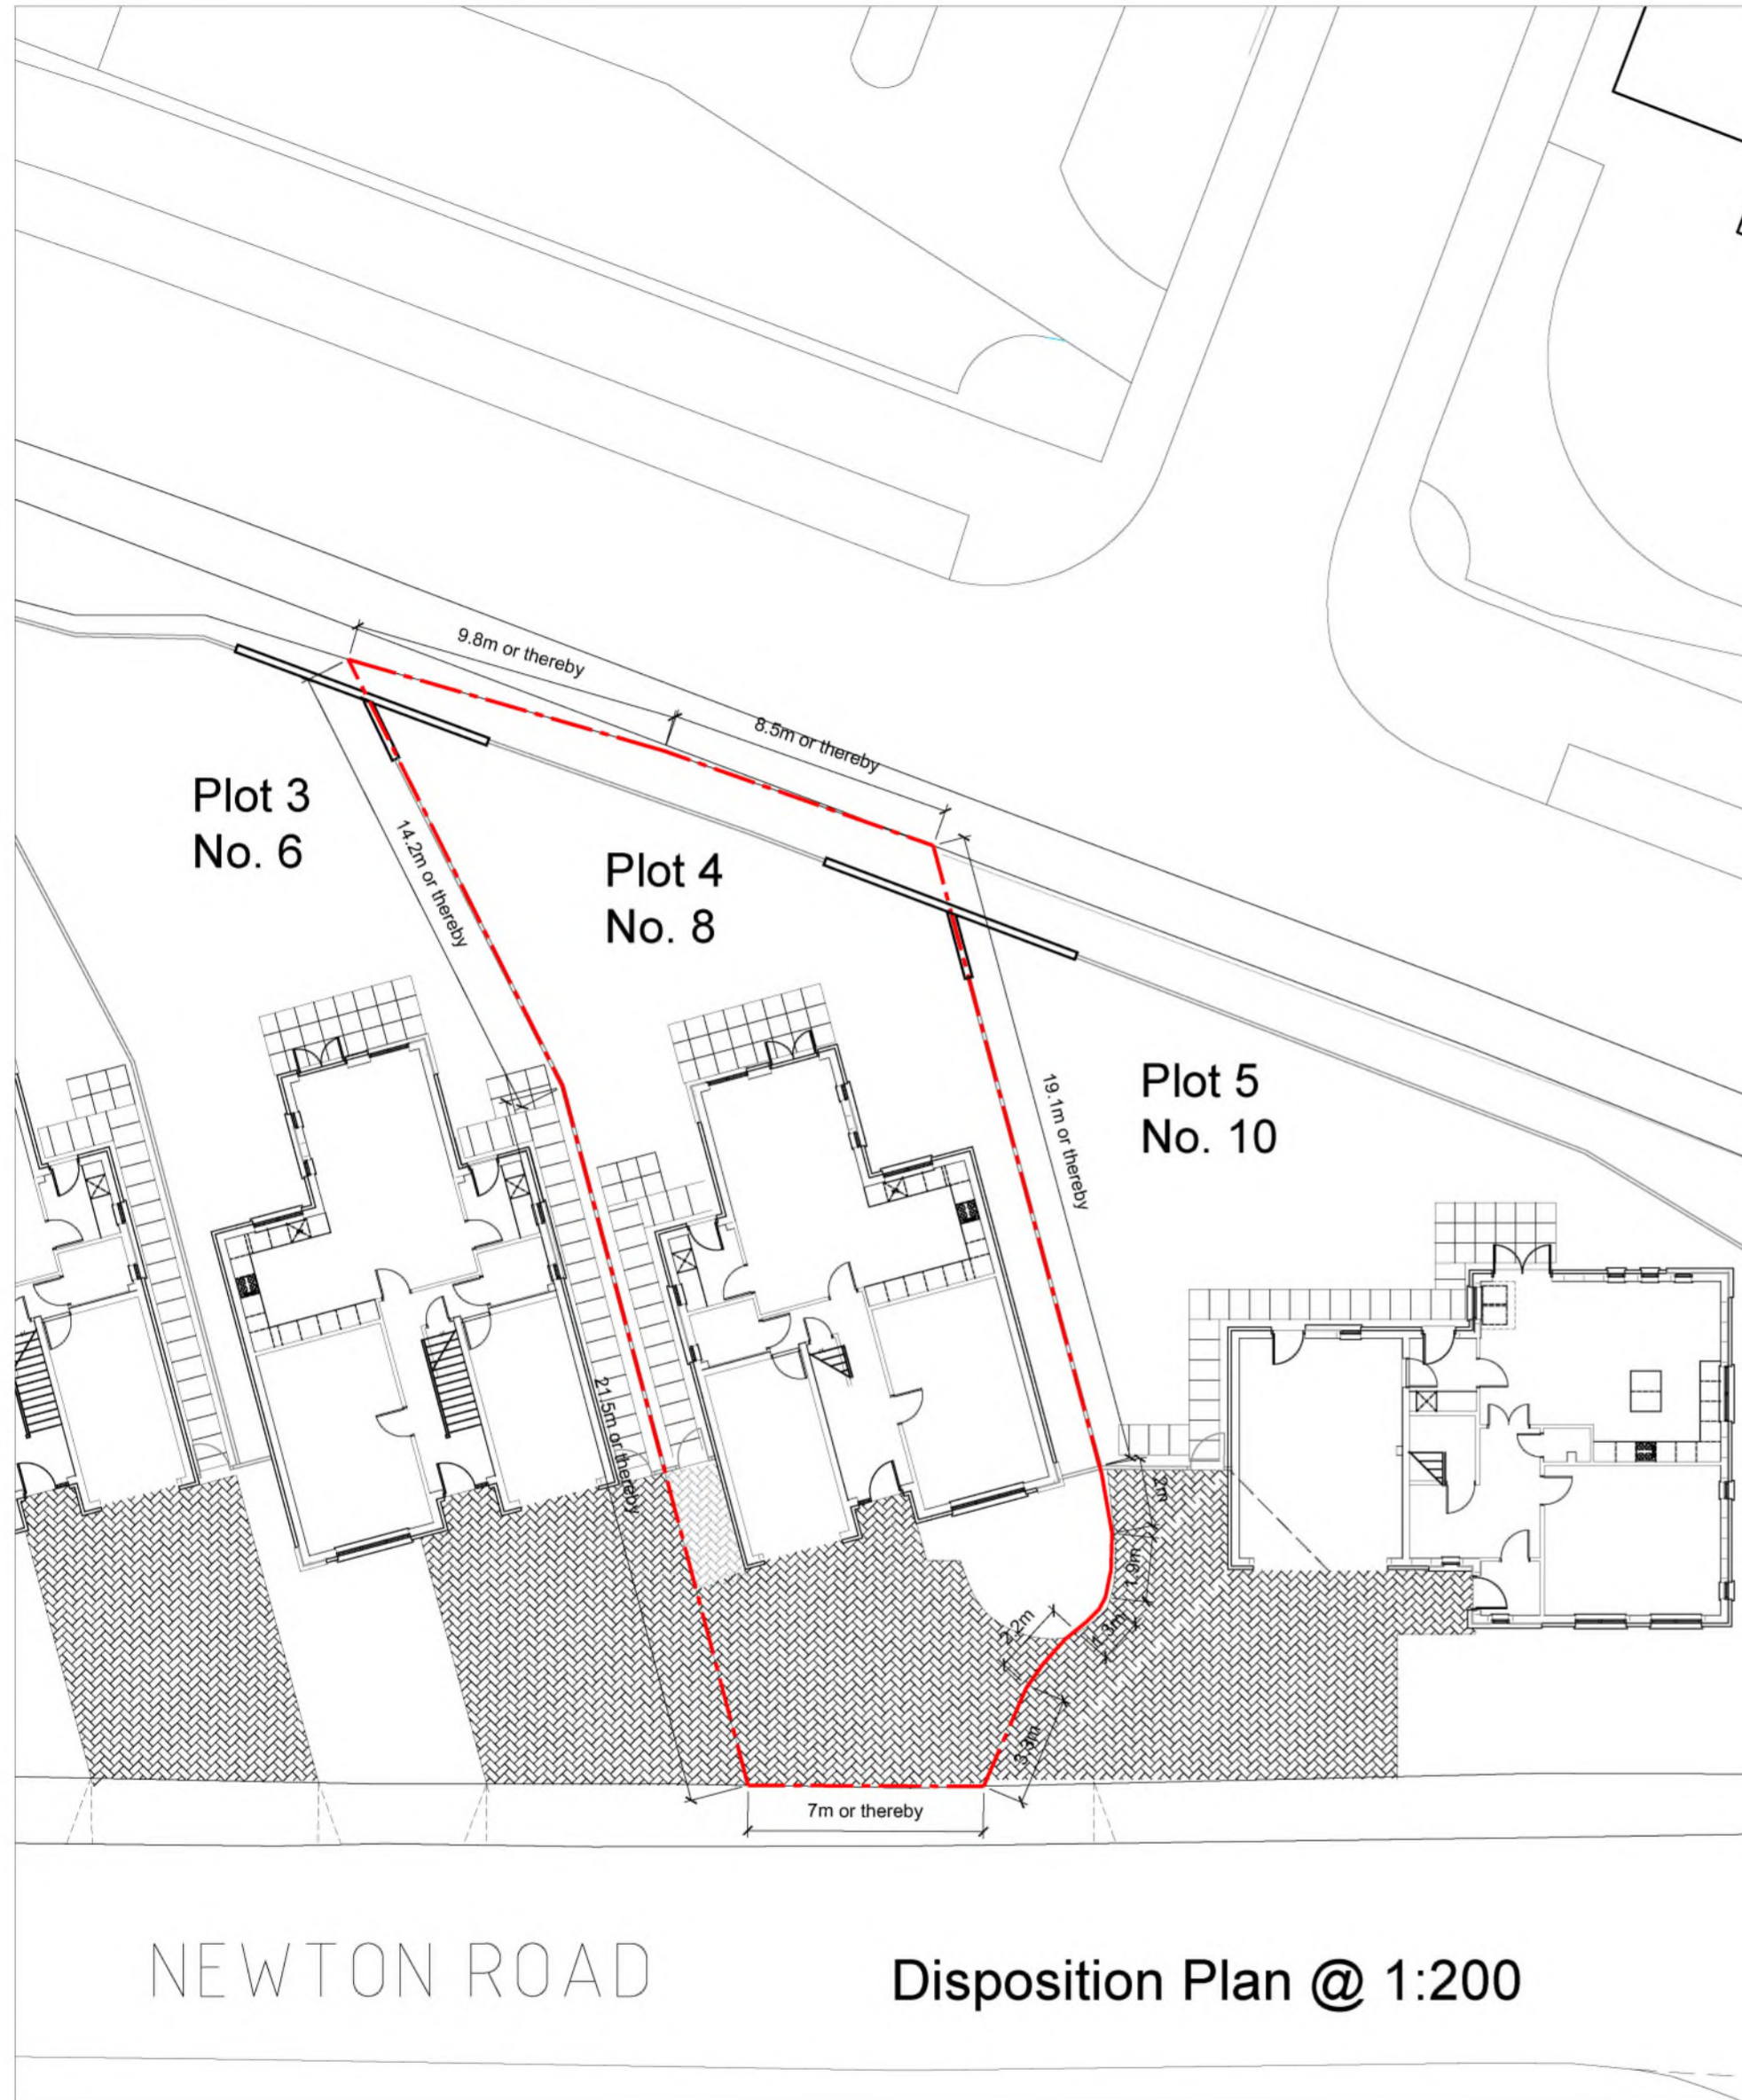 9.8m or thereby
8.5m or thereby
Plot 3
No. 6
14.2m or thereby
Plot 4
No. 8
19.1m or thereby
Plot 5
No. 10
21.5m or thereby
2m
1.9m
1.3m
2.2m
3.3m
7m or thereby
NEWTON ROAD
Disposition Plan @ 1:200